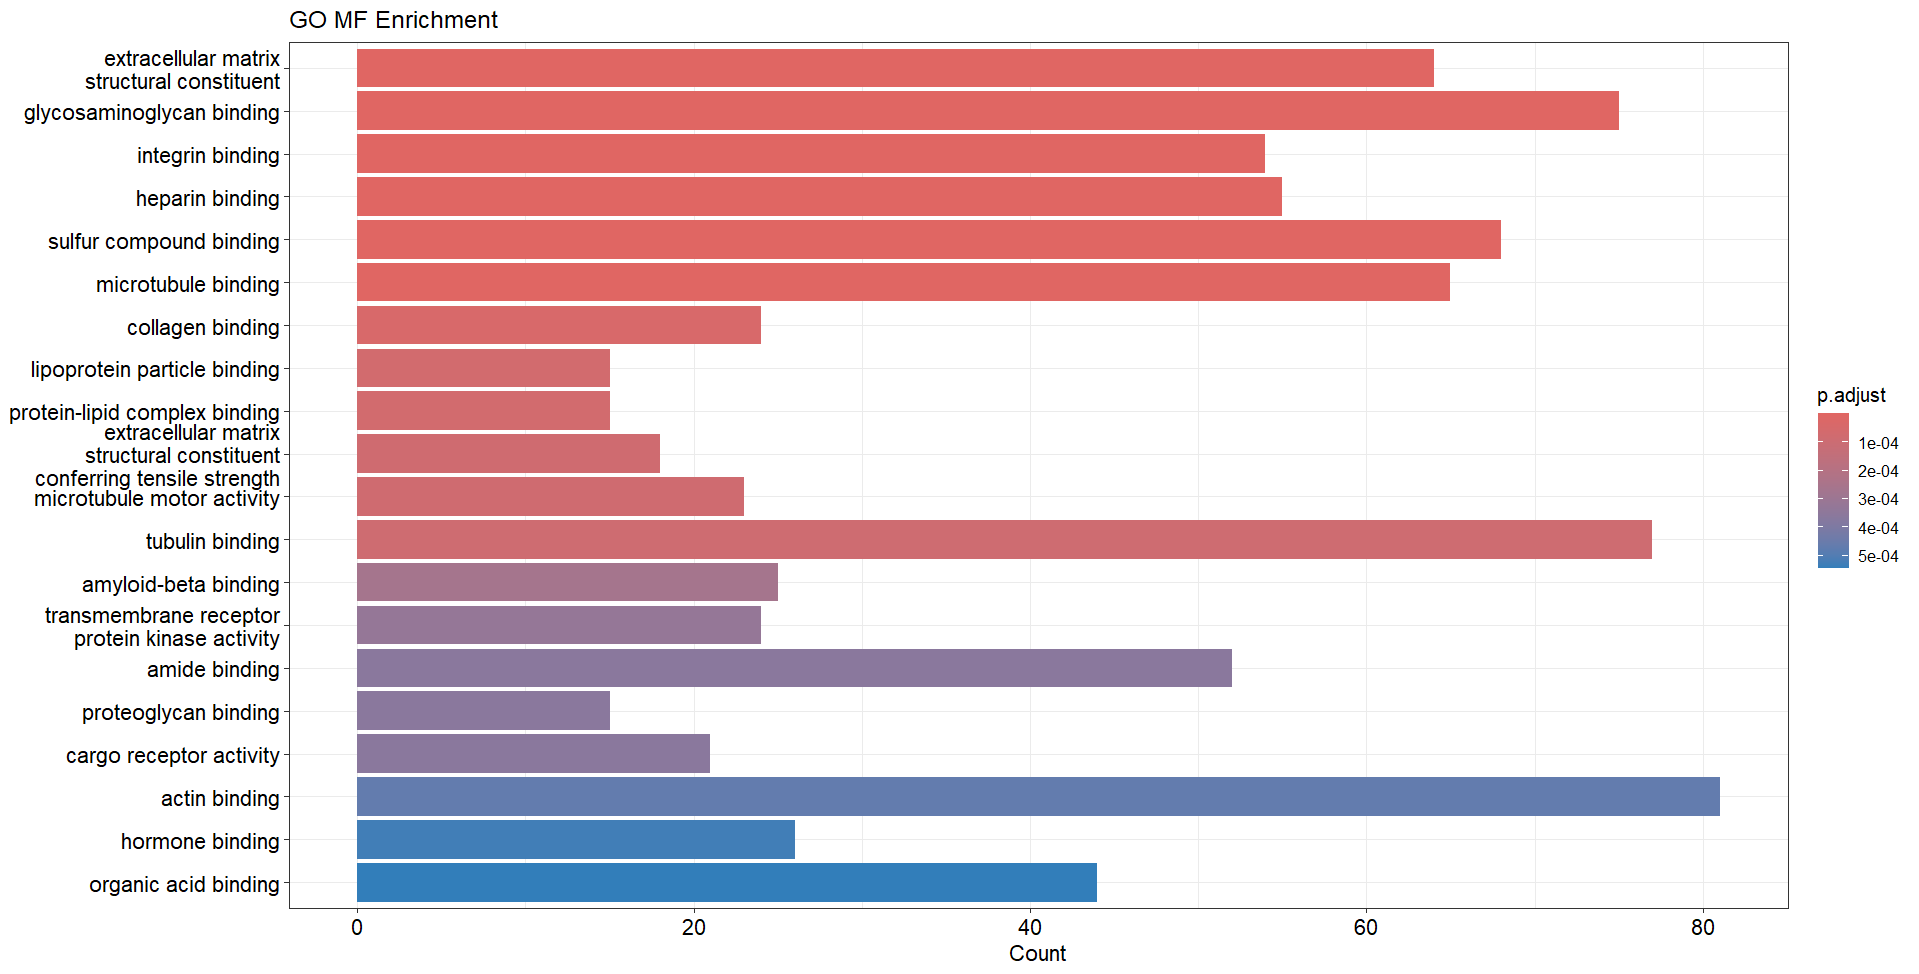 GO MF Enrichment
extracellular matrix
structural constituent
glycosaminoglycan binding
integrin binding
heparin binding
sulfur compound binding
microtubule binding
collagen binding
lipoprotein particle binding
protein-lipid complex binding
extracellular matrix
structural constituent
conferring tensile strength
microtubule motor activity
tubulin binding
amyloid-beta binding
transmembrane receptor
protein kinase activity
amide binding
proteoglycan binding
cargo receptor activity
actin binding
hormone binding
organic acid binding
0 20 40 60 80
Count
p.adjust
1e-04
2e-04
3e-04
4e-04
5e-04